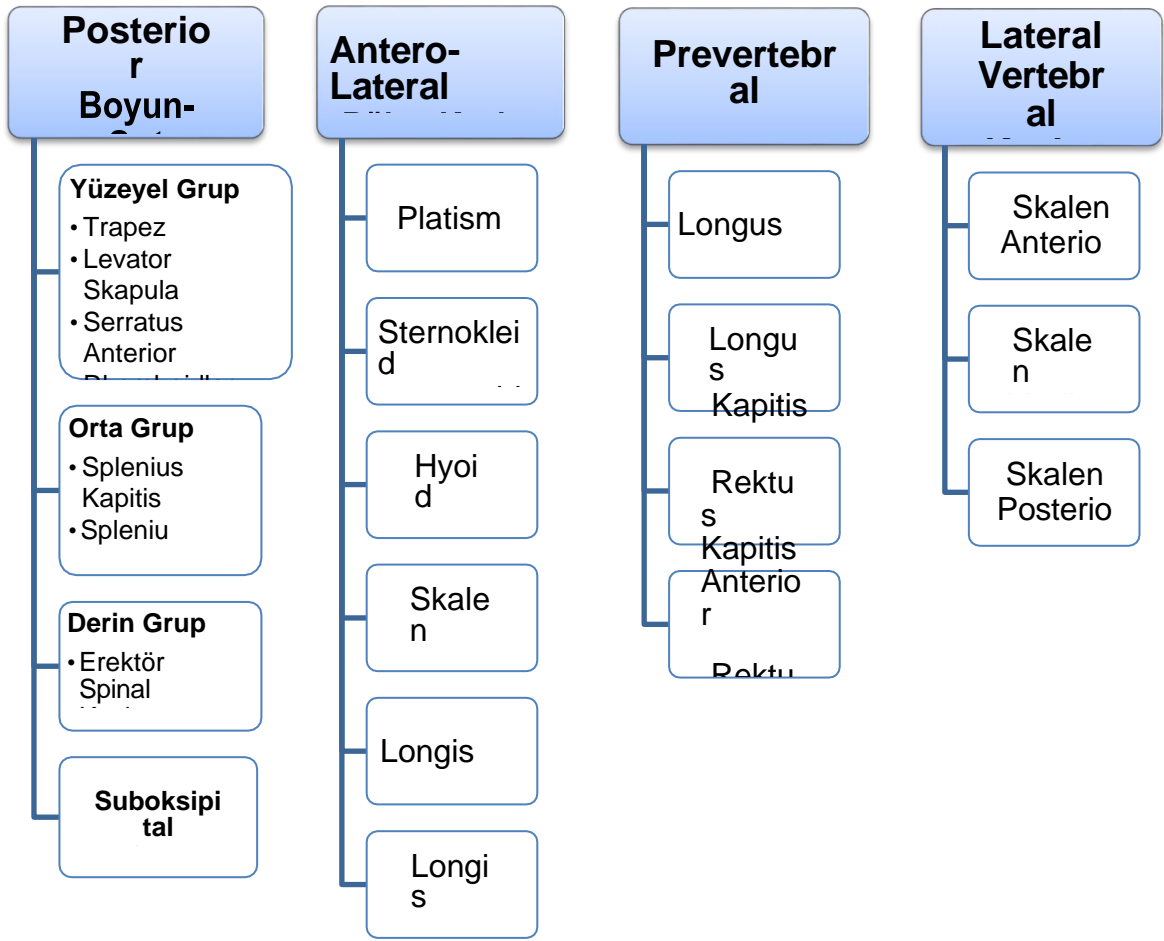 Posterio
r
Boyun-
Yüzeyel Grup
• Trapez
• Levator
Skapula
• Serratus
Anterior
Orta Grup
• Splenius
Kapitis
• Spleniu
Derin Grup
• Erektör
Spinal
Suboksipi
tal
Antero-
Lateral
Platism
Sternoklei
d
Hyoi
d
Skale
n
Longis
Longi
s
Prevertebr
al
Longus
Longu
s
Kapitis
Rektu
s
Kapitis
Anterio
r
Rektu
Lateral
Vertebr
al
Skalen
Anterio
Skale
n
Skalen
Posterio